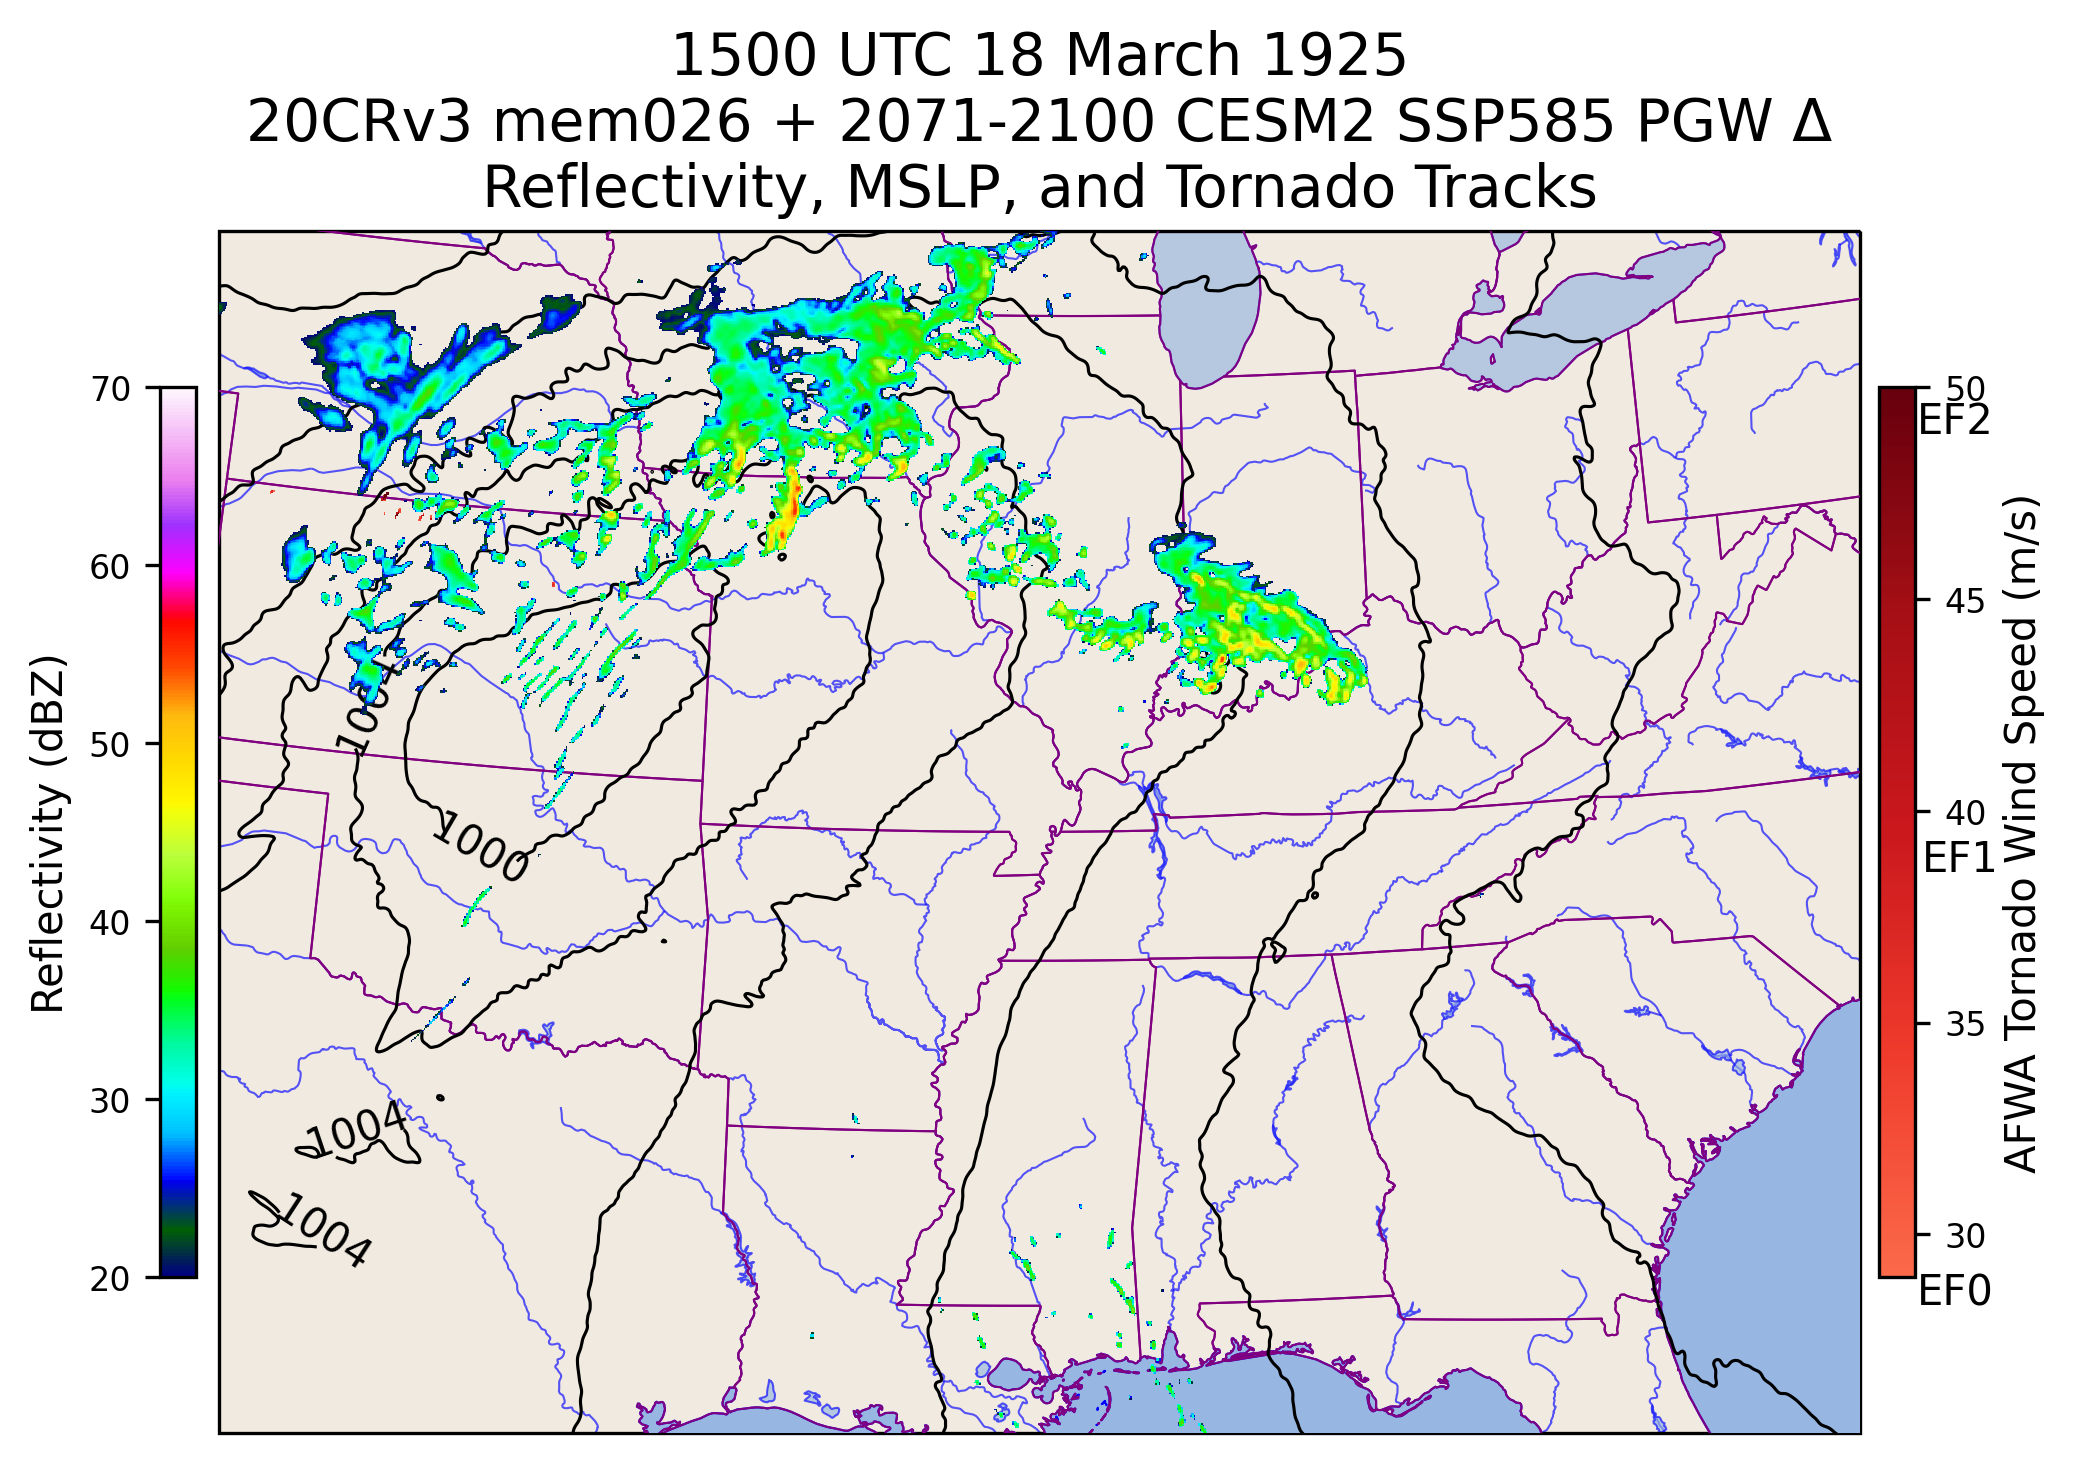 1500 UTC 18 March 1925
20CRv3 mem026 + 2071-2100 CESM2 SSP585 PGW Δ
Reflectivity, MSLP, and Tornado Tracks
70
60
50
40
30
20
Reflectivity (dBZ)
1004
1000
1004
1004
50
EF2
45
40
EF1
35
30
EF0
AFWA Tornado Wind Speed (m/s)